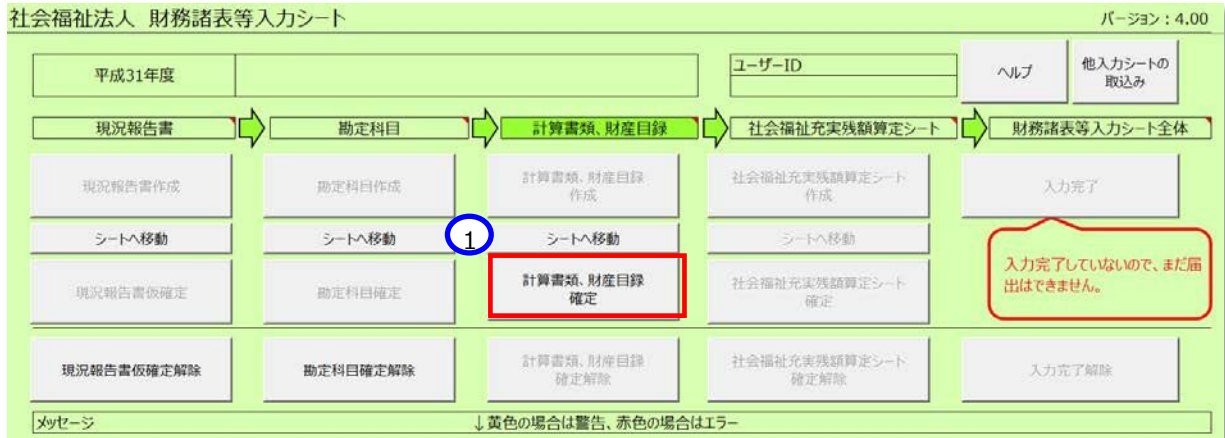 社会福祉法人 財務諸表等入力シート
バージョン：4.00
平成31年度
ユーザーID
ヘルプ
他入力シートの
取込み
現況報告書
勘定科目
計算書類、財産目録
社会福祉充実残額算定シート
財務諸表等入力シート全体
現況報告書作成
勘定科目作成
計算書類、財産目録
作成
社会福祉充実残額算定シート
作成
入力完了
シートへ移動
シートへ移動
1
シートへ移動
シートへ移動
現況報告書仮確定
勘定科目確定
計算書類、財産目録
確定
社会福祉充実残額算定シート
確定
入力完了していないので、まだ届
出はできません。
現況報告書仮確定解除
勘定科目確定解除
計算書類、財産目録
確定解除
社会福祉充実残額算定シート
確定解除
入力完了解除
メッセージ
↓黄色の場合は警告、赤色の場合はエラー